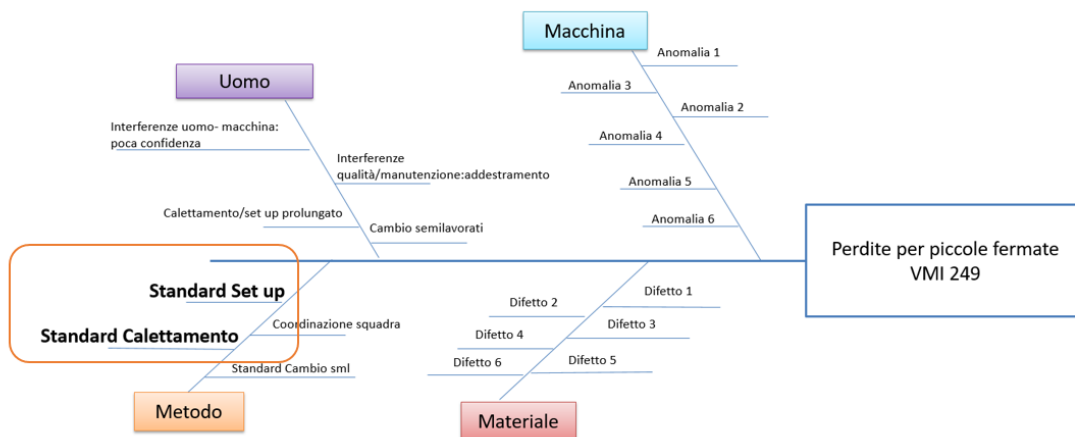 Macchina
Anomalia 1
Uomo
Anomalia 3
Anomalia 2
Interferenze uomo- macchina:
poca confidenza
Anomalia 4
Interferenze
qualità/manutenzione:addestramento
Anomalia 5
Calettamento/set up prolungato
Anomalia 6
Cambio semilavorati
Perdite per piccole fermate
VMI 249
Standard Set up
Difetto 1
Difetto 2
Coordinazione squadra
Difetto 3
Standard Calettamento
Difetto 4
Difetto 5
Difetto 6
Standard Cambio sml
Metodo
Materiale